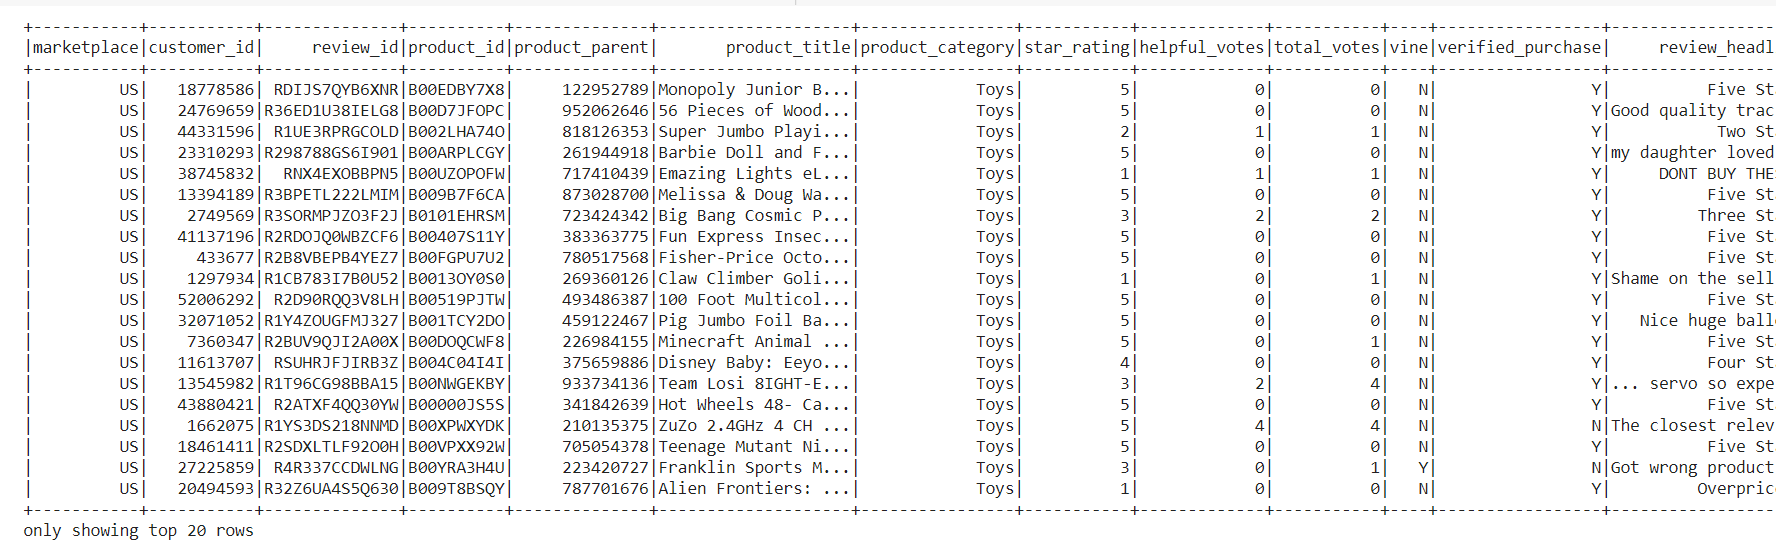 +-----------+-----------+--------------+----------+--------------+--------------------+----------------+-----------+-------------+-----------+----+-----------------+----------------
|marketplace|customer_id|     review_id|product_id|product_parent|       product_title|product_category|star_rating|helpful_votes|total_votes|vine|verified_purchase|     review_headl
+-----------+-----------+--------------+----------+--------------+--------------------+----------------+-----------+-------------+-----------+----+-----------------+----------------
|         US|   18778586| RDIJS7QYB6XNR|B00EDBY7X8|     122952789|Monopoly Junior B...|            Toys|          5|            0|          0|   N|                Y|         Five St
|         US|   24769659|R36ED1U38IELG8|B00D7JFOPC|     952062646|56 Pieces of Wood...|            Toys|          5|            0|          0|   N|                Y|Good quality trac
|         US|   44331596| R1UE3RPRGCOLD|B002LHA74O|     818126353|Super Jumbo Playi...|            Toys|          2|            1|          1|   N|                Y|          Two St
|         US|   23310293|R298788GS6I901|B00ARPLCGY|     261944918|Barbie Doll and F...|            Toys|          5|            0|          0|   N|                Y|my daughter loved
|         US|   38745832| RNX4EXOBBPN5|B00UZOPOFW|     717410439|Emazing Lights eL...|            Toys|          1|            1|          1|   N|                Y|     DONT BUY THE
|         US|   13394189|R3BPETL222LMIM|B009B7F6CA|     873028700|Melissa & Doug Wa...|            Toys|          5|            0|          0|   N|                Y|         Five St
|         US|    2749569|R3SORMPJZO3F2J|B0101EHRSM|     723424342|Big Bang Cosmic P...|            Toys|          3|            2|          2|   N|                Y|        Three St
|         US|   41137196|R2RDOJQ0WBZCF6|B00407S11Y|     383363775|Fun Express Insec...|            Toys|          5|            0|          0|   N|                Y|         Five St
|         US|     433677|R2B8VBEPB4YEZ7|B00FGPU7U2|     780517568|Fisher-Price Octo...|            Toys|          5|            0|          0|   N|                Y|         Five St
|         US|    1297934|R1CB783I7B0U52|B0013OY0S0|     269360126|Claw Climber Goli...|            Toys|          1|            0|          1|   N|                Y|Shame on the sell
|         US|   52006292| R2D90RQQ3V8LH|B00519PJTW|     493486387|100 Foot Multicol...|            Toys|          5|            0|          0|   N|                Y|         Five St
|         US|   32071052|R1Y4ZOUGFMJ327|B001TCY2DO|     459122467|Pig Jumbo Foil Ba...|            Toys|          5|            0|          0|   N|                Y|   Nice huge ball
|         US|    7360347|R2BUV9QJI2A00X|B00DOQCWF8|     226984155|Minecraft Animal ...|            Toys|          5|            0|          1|   N|                Y|         Five St
|         US|   11613707| RSUHRJFJIRB3Z|B004C04I4I|     375659886|Disney Baby: Eeyo...|            Toys|          4|            0|          0|   N|                Y|         Four St
|         US|   13545982|R1T96CG98BBA15|B00NWGEKBY|     933734136|Team Losi 8IGHT-E...|            Toys|          3|            2|          4|   N|                Y|... servo so expe
|         US|   43880421| R2ATXF4QQ30YW|B00000JS5S|     341842639|Hot Wheels 48- Ca...|            Toys|          5|            0|          0|   N|                Y|         Five St
|         US|    1662075|R1YS3DS218NNMD|B00XPWXYDK|     210135375|ZuZo 2.4GHz 4 CH ...|            Toys|          5|            4|          4|   N|                N|The closest relev
|         US|   18461411|R2SDXLTLF92O0H|B00VPXX92W|     705054378|Teenage Mutant Ni...|            Toys|          5|            0|          0|   N|                Y|         Five St
|         US|   27225859| R4R337CCDWLNG|B00YRA3H4U|     223420727|Franklin Sports M...|            Toys|          3|            0|          1|   Y|                N|Got wrong product
|         US|   20494593|R32Z6UA4S5Q630|B009T8BSQY|     787701676|Alien Frontiers: ...|            Toys|          1|            0|          0|   N|                Y|        Overpric
+-----------+-----------+--------------+----------+--------------+--------------------+----------------+-----------+-------------+-----------+----+-----------------+----------------
only showing top 20 rows